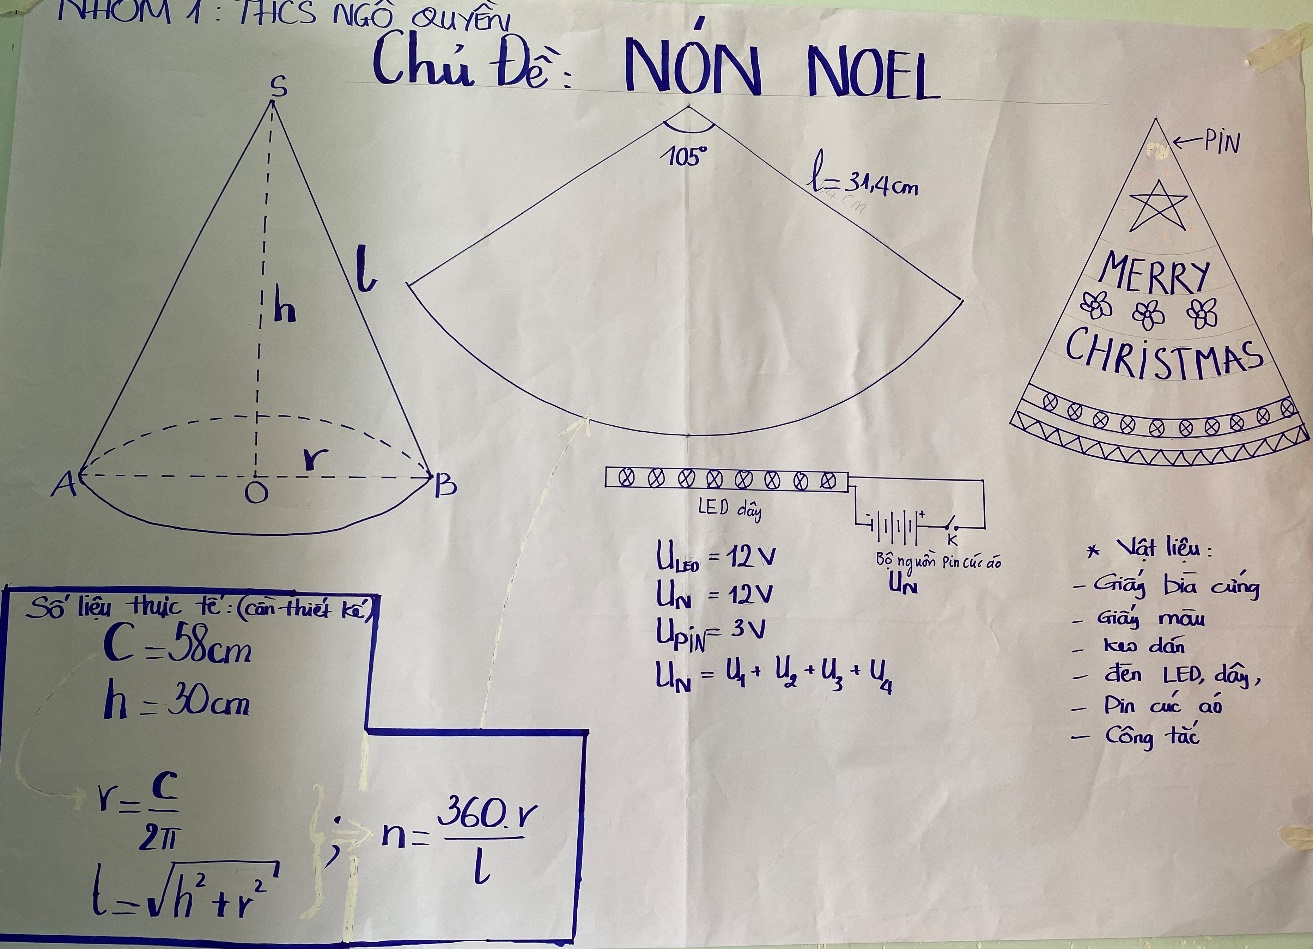 NHÓM 1: THCS NGÔ QUYỀN
Chủ Đề: NÓN NOEL
S
l
h
r
A
O
B
105°
l = 31,4cm
PiN
MERRY
CHRiSTMAS
LED dây
- +
K
Bộ nguồn Pin cúc áo
UN
ULED = 12V
UN = 12V
UPiN = 3V
UN = U1 + U2 + U3 + U4
* Vật liệu:
- Giấy bìa cứng
- Giấy màu
- keo dán
- đèn LED, dây,
- Pin cúc aó
- Công tắc
Số liệu thực tế: (cần thiết kế)
C = 58cm
h = 30cm
r = C/2π
l = √h² + r²
; n = 360.r/l